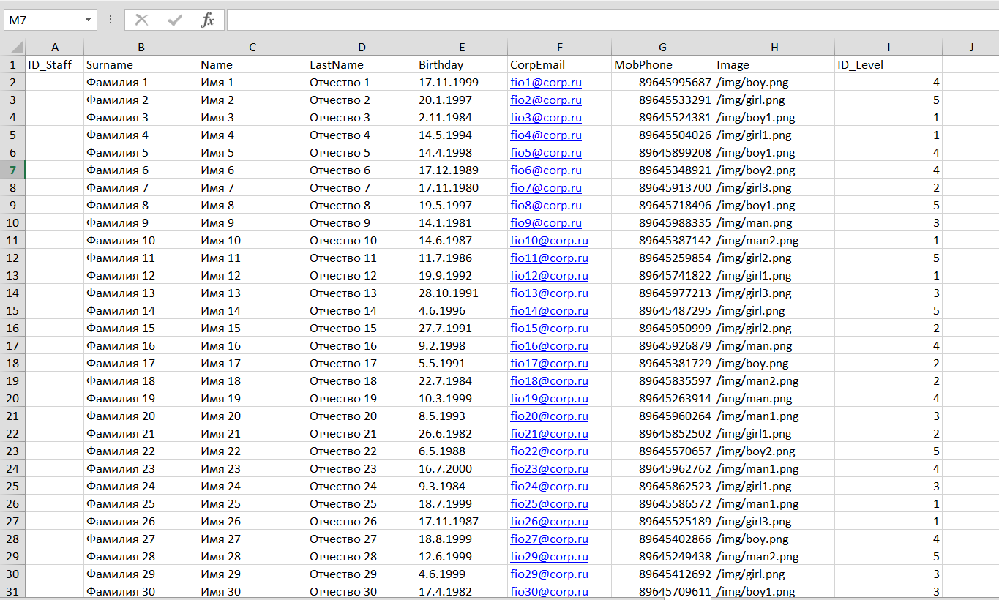 M7 fx
A B C D E F G H I J
1 ID_Staff Surname Name LastName Birthday CorpEmail MobPhone Image ID_Level
2 Фамилия 1 Имя 1 Отчество 1 17.11.1999 fio1@corp.ru 89645995687 /img/boy.png 4
3 Фамилия 2 Имя 2 Отчество 2 20.1.1997 fio2@corp.ru 89645533291 /img/girl.png 5
4 Фамилия 3 Имя 3 Отчество 3 2.11.1984 fio3@corp.ru 89645524381 /img/boy1.png 1
5 Фамилия 4 Имя 4 Отчество 4 14.5.1994 fio4@corp.ru 89645504026 /img/girl1.png 1
6 Фамилия 5 Имя 5 Отчество 5 14.4.1998 fio5@corp.ru 89645899208 /img/boy1.png 4
7 Фамилия 6 Имя 6 Отчество 6 17.12.1989 fio6@corp.ru 89645348921 /img/boy2.png 4
8 Фамилия 7 Имя 7 Отчество 7 17.11.1980 fio7@corp.ru 89645913700 /img/girl3.png 2
9 Фамилия 8 Имя 8 Отчество 8 19.5.1997 fio8@corp.ru 89645718496 /img/boy1.png 5
10 Фамилия 9 Имя 9 Отчество 9 14.1.1981 fio9@corp.ru 89645988335 /img/man.png 3
11 Фамилия 10 Имя 10 Отчество 10 14.6.1987 fio10@corp.ru 89645387142 /img/man2.png 1
12 Фамилия 11 Имя 11 Отчество 11 11.7.1986 fio11@corp.ru 89645259854 /img/girl2.png 5
13 Фамилия 12 Имя 12 Отчество 12 19.9.1992 fio12@corp.ru 89645741822 /img/girl1.png 1
14 Фамилия 13 Имя 13 Отчество 13 28.10.1991 fio13@corp.ru 89645977213 /img/girl3.png 3
15 Фамилия 14 Имя 14 Отчество 14 4.6.1996 fio14@corp.ru 89645487295 /img/girl.png 5
16 Фамилия 15 Имя 15 Отчество 15 27.7.1991 fio15@corp.ru 89645950999 /img/girl2.png 2
17 Фамилия 16 Имя 16 Отчество 16 9.2.1998 fio16@corp.ru 89645926879 /img/man.png 4
18 Фамилия 17 Имя 17 Отчество 17 5.5.1991 fio17@corp.ru 89645381729 /img/boy.png 2
19 Фамилия 18 Имя 18 Отчество 18 22.7.1984 fio18@corp.ru 89645835597 /img/man2.png 2
20 Фамилия 19 Имя 19 Отчество 19 10.3.1999 fio19@corp.ru 89645263914 /img/man.png 4
21 Фамилия 20 Имя 20 Отчество 20 8.5.1993 fio20@corp.ru 89645960264 /img/man1.png 3
22 Фамилия 21 Имя 21 Отчество 21 26.6.1982 fio21@corp.ru 89645852502 /img/girl1.png 2
23 Фамилия 22 Имя 22 Отчество 22 6.5.1988 fio22@corp.ru 89645570657 /img/boy2.png 5
24 Фамилия 23 Имя 23 Отчество 23 16.7.2000 fio23@corp.ru 89645962762 /img/man1.png 4
25 Фамилия 24 Имя 24 Отчество 24 9.3.1984 fio24@corp.ru 89645862523 /img/girl1.png 3
26 Фамилия 25 Имя 25 Отчество 25 18.7.1999 fio25@corp.ru 89645586572 /img/man1.png 1
27 Фамилия 26 Имя 26 Отчество 26 17.11.1987 fio26@corp.ru 89645525189 /img/girl3.png 1
28 Фамилия 27 Имя 27 Отчество 27 18.8.1999 fio27@corp.ru 89645402866 /img/boy.png 4
29 Фамилия 28 Имя 28 Отчество 28 12.6.1999 fio29@corp.ru 89645249438 /img/man2.png 5
30 Фамилия 29 Имя 29 Отчество 29 4.6.1999 fio29@corp.ru 89645412692 /img/girl.png 3
31 Фамилия 30 Имя 30 Отчество 30 17.4.1982 fio30@corp.ru 89645709611 /img/boy1.png 3